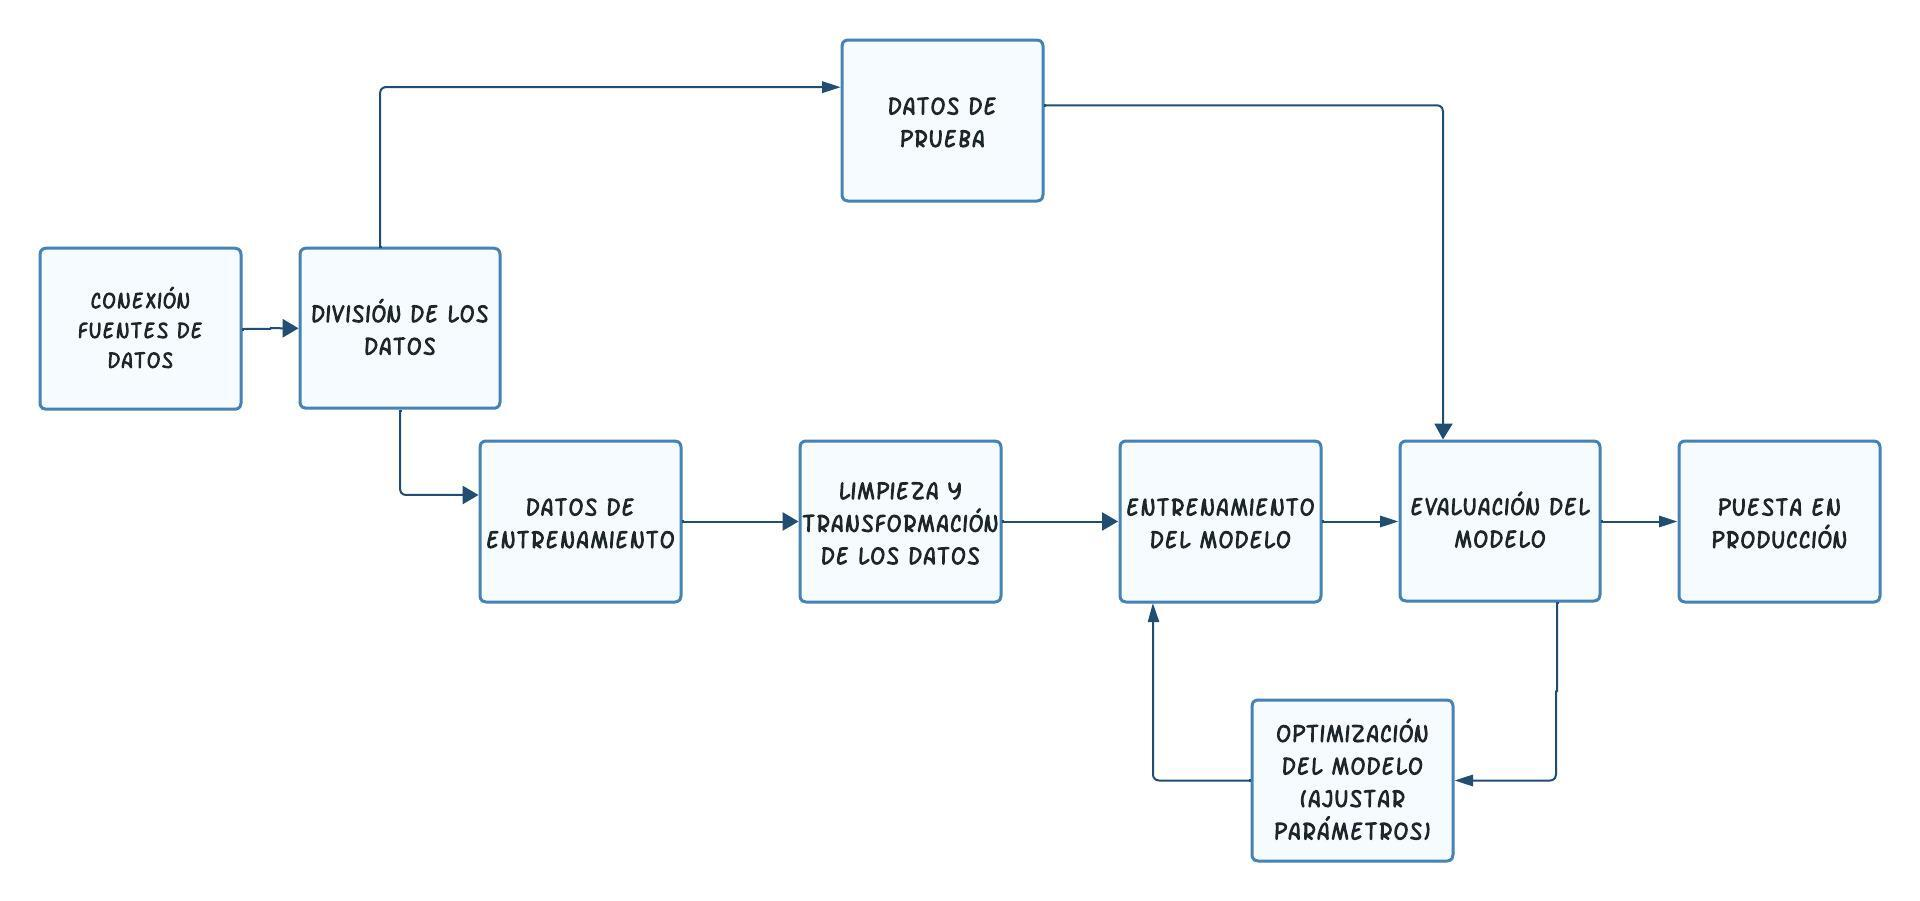 DATOS DE
PRUEBA
CONEXIÓN
FUENTES DE
DATOS
DIVISIÓN DE LOS
DATOS
DATOS DE
ENTRENAMIENTO
LIMPIEZA Y
TRANSFORMACIÓN
DE LOS DATOS
ENTRENAMIENTO
DEL MODELO
EVALUACIÓN DEL
MODELO
PUESTA EN
PRODUCCIÓN
OPTIMIZACIÓN
DEL MODELO
(AJUSTAR
PARÁMETROS)